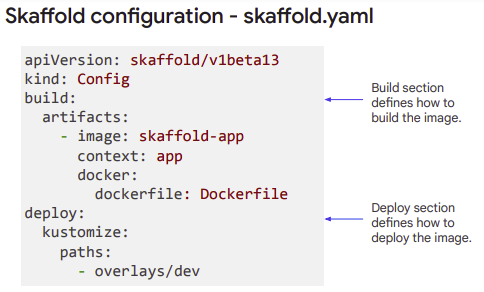 Skaffold configuration - skaffold.yaml
apiVersion: skaffold/v1beta13
kind: Config
build:
  artifacts:
    - image: skaffold-app
      context: app
      docker:
        dockerfile: Dockerfile
deploy:
  kustomize:
    paths:
      - overlays/dev
Build section
defines how to
build the image.
Deploy section
defines how to
deploy the image.